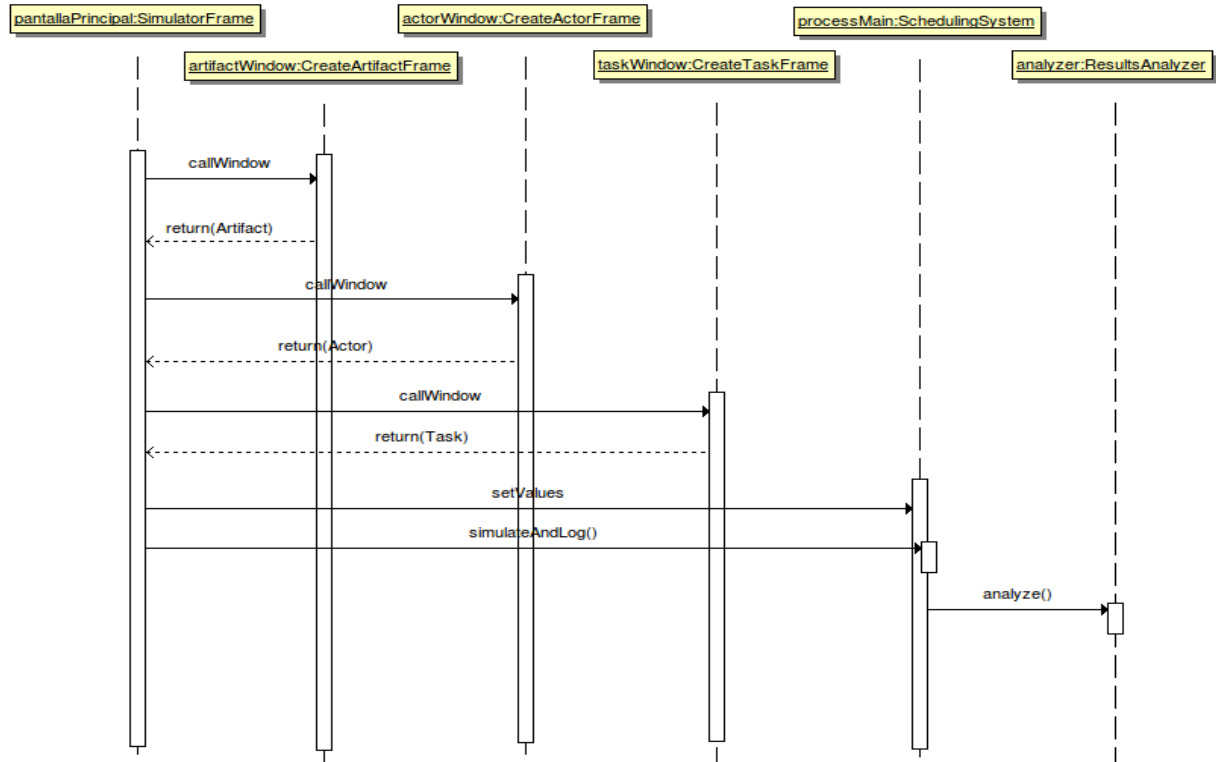 pantallaPrincipal:SimulatorFrame
actorWindow:CreateActorFrame
processMain:SchedulingSystem
artifactWindow:CreateArtifactFrame
taskWindow:CreateTaskFrame
analyzer:ResultsAnalyzer
callWindow
return(Artifact)
callWindow
return(Actor)
callWindow
return(Task)
setValues
simulateAndLog()
analyze()